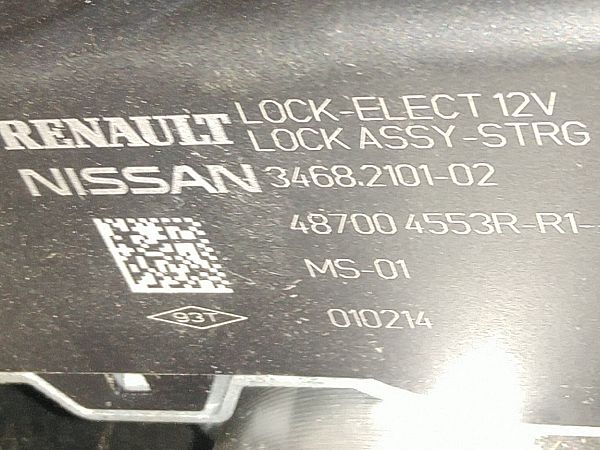 RENAULT LOCK-ELECT 12V
LOCK ASSY-STRG
NISSAN 3468.2101-02
48700 4553R-R1-
MS-01
93T 010214